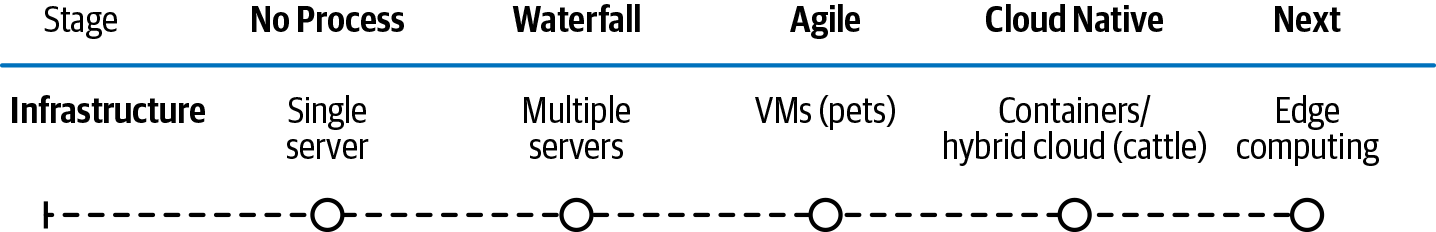 Stage No Process Waterfall Agile Cloud Native Next
Infrastructure Single server Multiple servers VMs (pets) Containers/ hybrid cloud (cattle) Edge computing